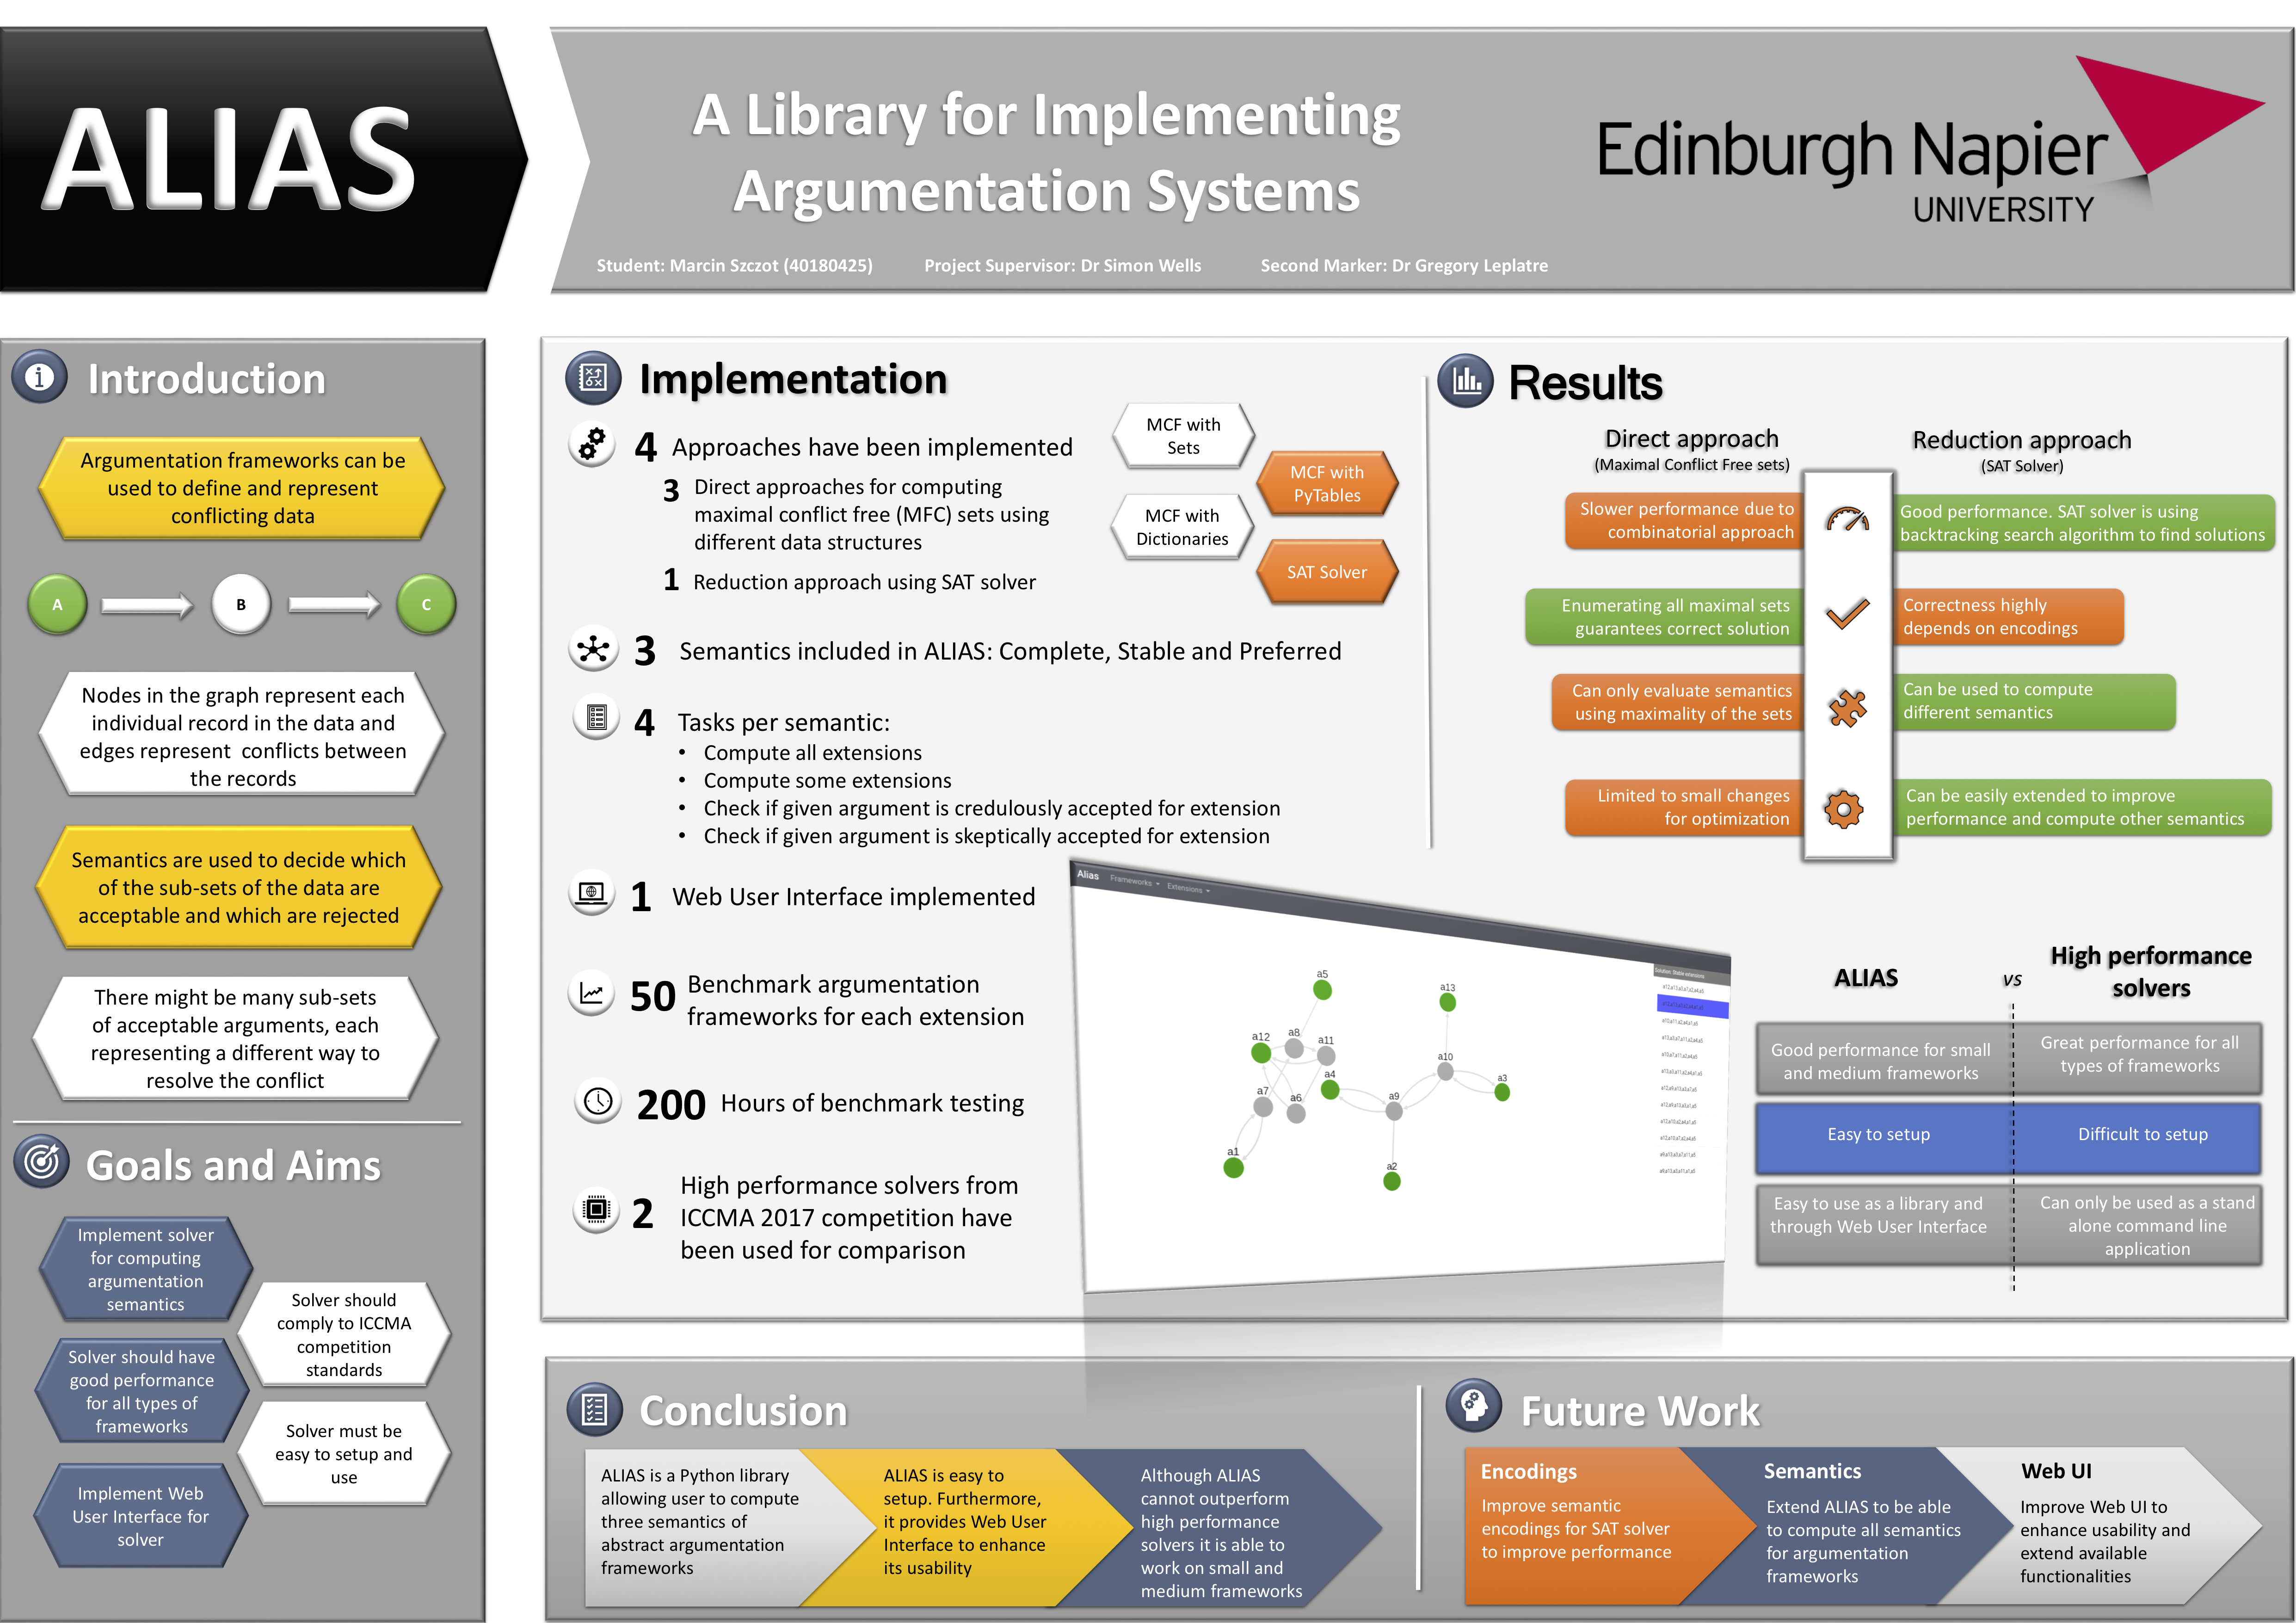 ALIAS
A Library for Implementing
Argumentation Systems
Student: Marcin Szczot (40180425)
Project Supervisor: Dr Simon Wells
Second Marker: Dr Gregory Leplatre
Edinburgh Napier
UNIVERSITY
Introduction
Argumentation frameworks can be
used to define and represent
conflicting data
A
B
C
Nodes in the graph represent each
individual record in the data and
edges represent conflicts between
the records
Semantics are used to decide which
of the sub-sets of the data are
acceptable and which are rejected
There might be many sub-sets
of acceptable arguments, each
representing a different way to
resolve the conflict
Goals and Aims
Implement solver
for computing
argumentation
semantics
Solver should
comply to ICCMA
competition
standards
Solver should have
good performance
for all types of
frameworks
Solver must be
easy to setup and
use
Implement Web
User Interface for
solver
Implementation
4 Approaches have been implemented
3 Direct approaches for computing
maximal conflict free (MFC) sets using
different data structures
1 Reduction approach using SAT solver
MCF with
Sets
MCF with
PyTables
MCF with
Dictionaries
SAT Solver
3 Semantics included in ALIAS: Complete, Stable and Preferred
4 Tasks per semantic:
• Compute all extensions
• Compute some extensions
• Check if given argument is credulously accepted for extension
• Check if given argument is skeptically accepted for extension
1 Web User Interface implemented
50 Benchmark argumentation
frameworks for each extension
200 Hours of benchmark testing
2 High performance solvers from
ICCMA 2017 competition have
been used for comparison
Alias Frameworks Extensions
Solution: Stable extensions
a5
a13
a12
a8
a11
a10
a4
a3
a7
a6
a9
a1
a2
Results
Direct approach
(Maximal Conflict Free sets)
Reduction approach
(SAT Solver)
Slower performance due to
combinatorial approach
Good performance. SAT solver is using
backtracking search algorithm to find solutions
Enumerating all maximal sets
guarantees correct solution
Correctness highly
depends on encodings
Can only evaluate semantics
using maximality of the sets
Can be used to compute
different semantics
Limited to small changes
for optimization
Can be easily extended to improve
performance and compute other semantics
ALIAS
vs
High performance
solvers
Good performance for small
and medium frameworks
Great performance for all
types of frameworks
Easy to setup
Difficult to setup
Easy to use as a library and
through Web User Interface
Can only be used as a stand
alone command line
application
Conclusion
ALIAS is a Python library
allowing user to compute
three semantics of
abstract argumentation
frameworks
ALIAS is easy to
setup. Furthermore,
it provides Web User
Interface to enhance
its usability
Although ALIAS
cannot outperform
high performance
solvers it is able to
work on small and
medium frameworks
Future Work
Encodings
Improve semantic
encodings for SAT solver
to improve performance
Semantics
Extend ALIAS to be able
to compute all semantics
for argumentation
frameworks
Web UI
Improve Web UI to
enhance usability and
extend available
functionalities